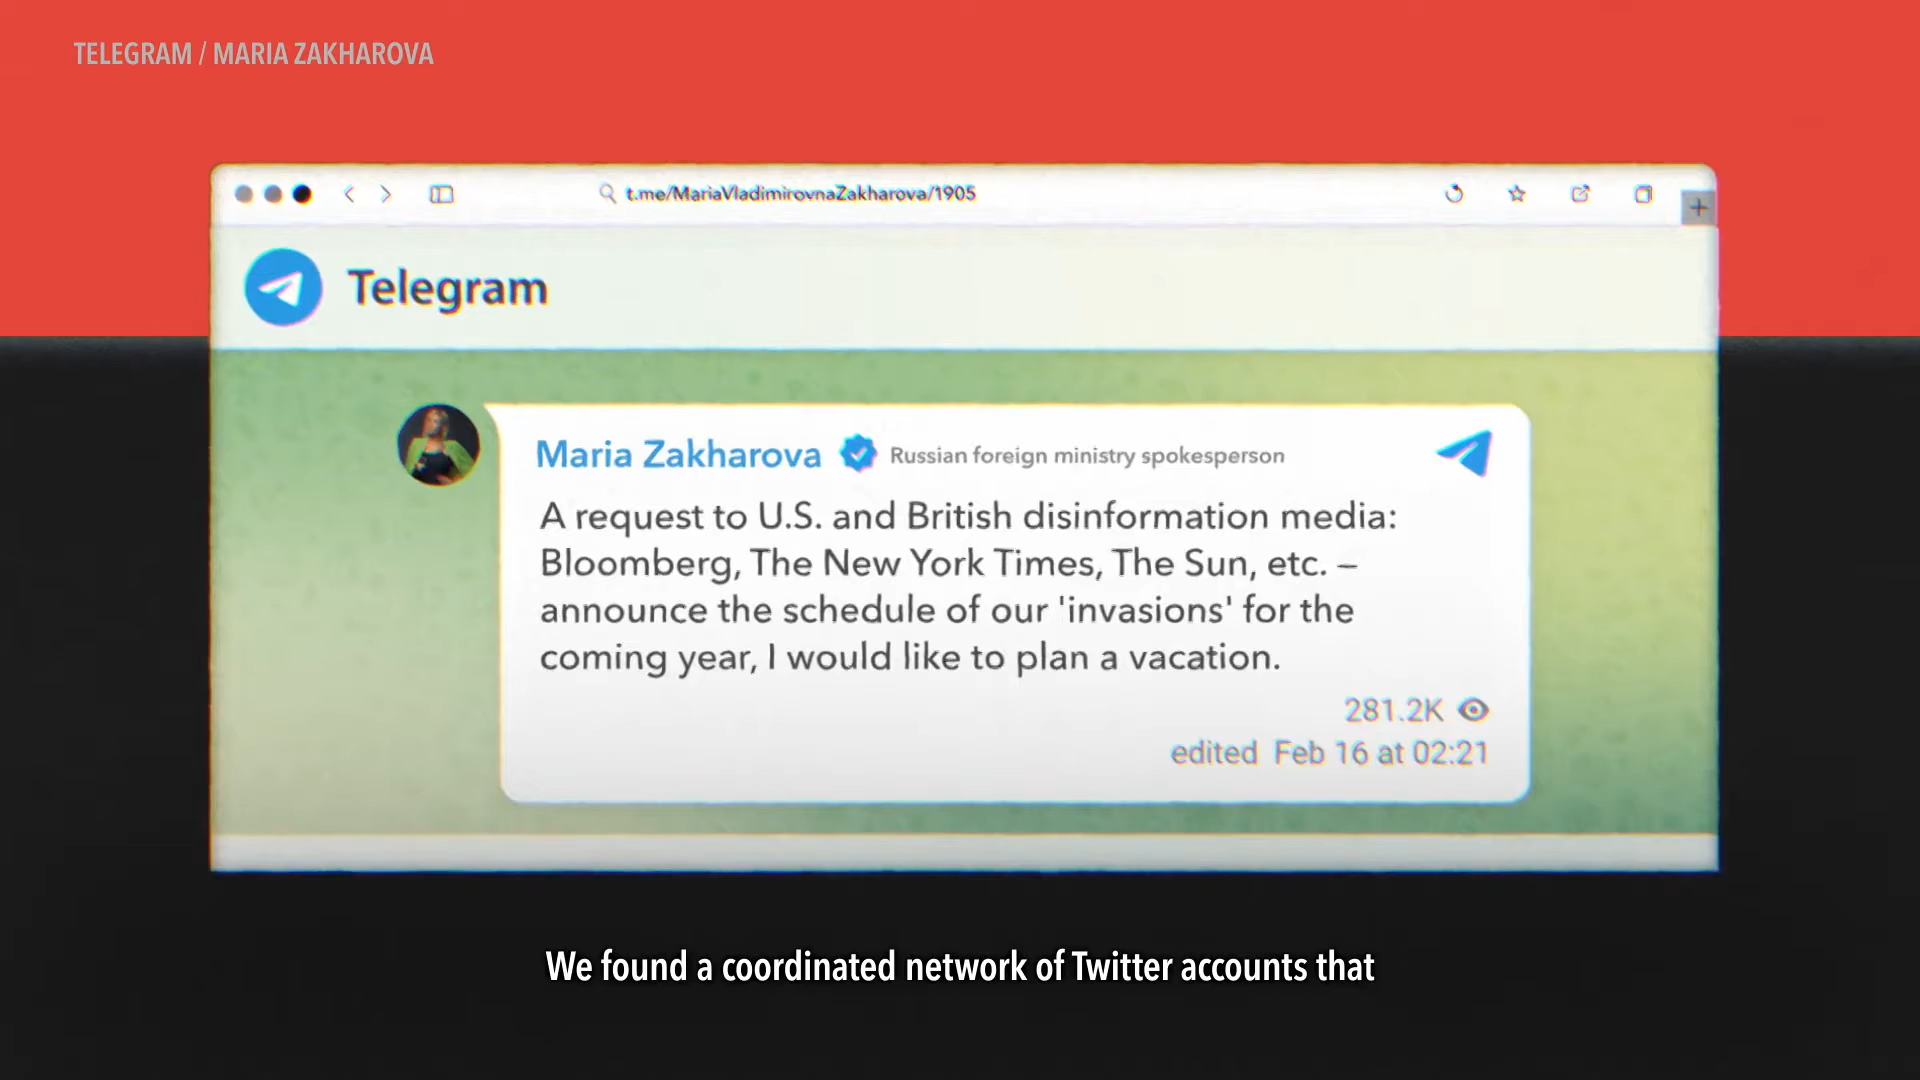 TELEGRAM / MARIA ZAKHAROVA
t.me/MariaVladimirovnaZakharova/1905
Telegram
Maria Zakharova Russian foreign ministry spokesperson
A request to U.S. and British disinformation media:
Bloomberg, The New York Times, The Sun, etc. –
announce the schedule of our 'invasions' for the
coming year, I would like to plan a vacation.
281.2K
edited Feb 16 at 02:21
We found a coordinated network of Twitter accounts that